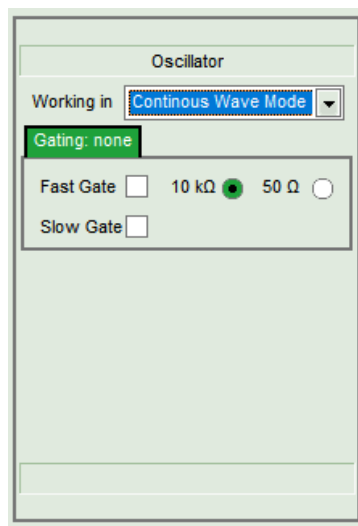 Oscillator
Working in Continous Wave Mode
Gating: none
Fast Gate 10 kΩ 50 Ω
Slow Gate